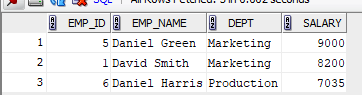 SQL | All Rows Fetched: 3 in 0.002 seconds
EMP_ID EMP_NAME DEPT SALARY
1 5 Daniel Green Marketing 9000
2 1 David Smith Marketing 8200
3 6 Daniel Harris Production 7035